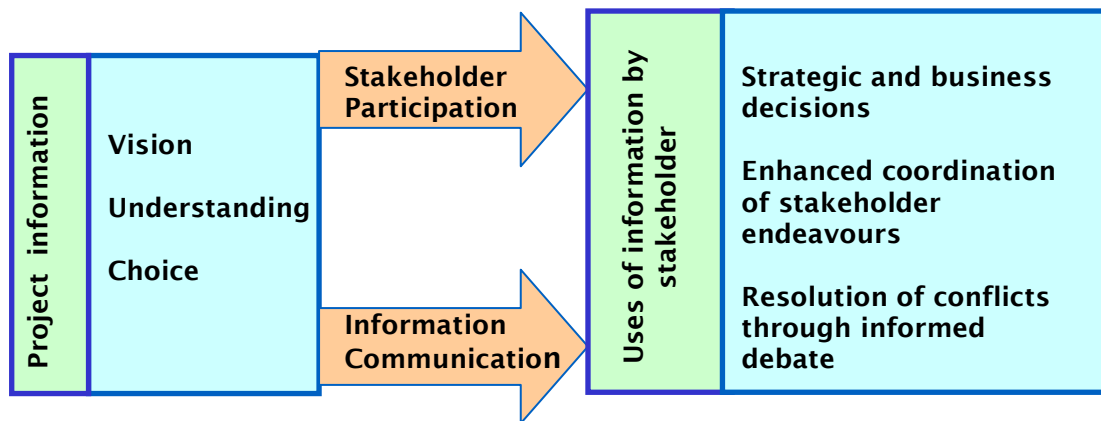 Project information
Vision
Understanding
Choice
Stakeholder
Participation
Information
Communication
Uses of information by
stakeholder
Strategic and business
decisions
Enhanced coordination
of stakeholder
endeavours
Resolution of conflicts
through informed
debate